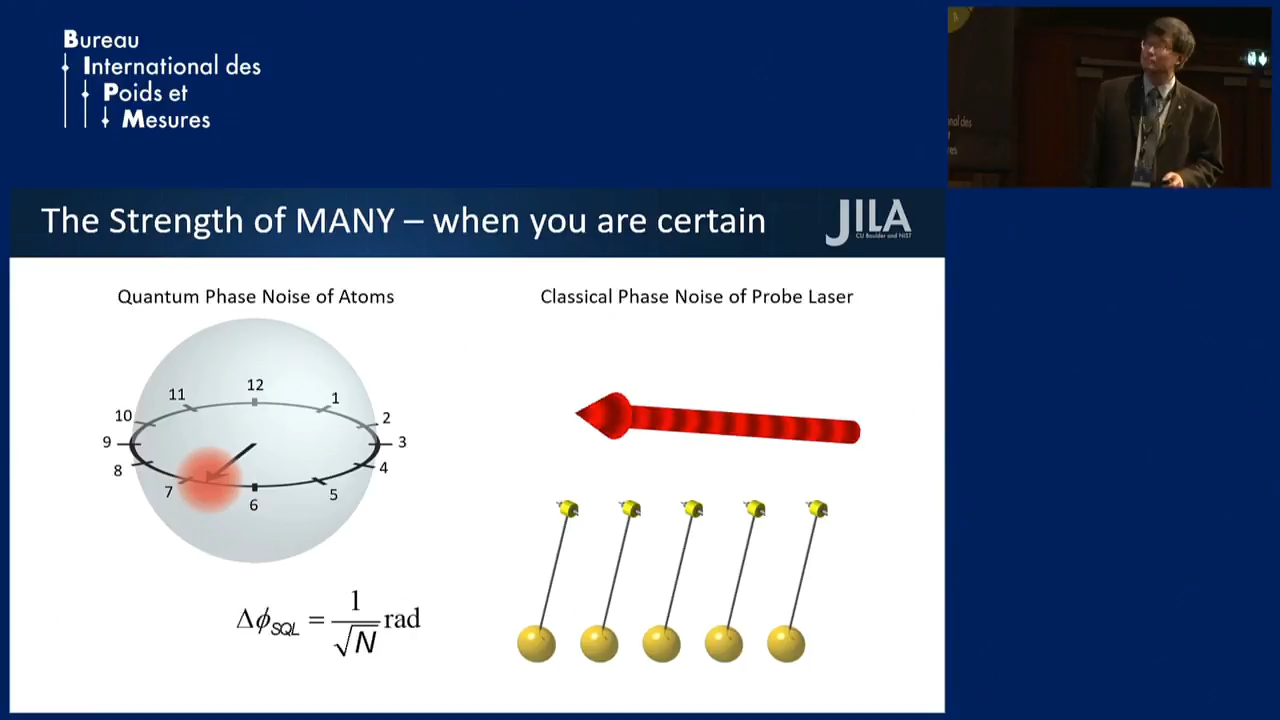 Bureau
International des
Poids et
Mesures
nal des
The Strength of MANY – when you are certain
JILA
CU Boulder and NIST
Quantum Phase Noise of Atoms
Classical Phase Noise of Probe Laser
12
11
1
10
2
9
3
8
4
7
5
6
Δϕ_SQL = 1/√N rad